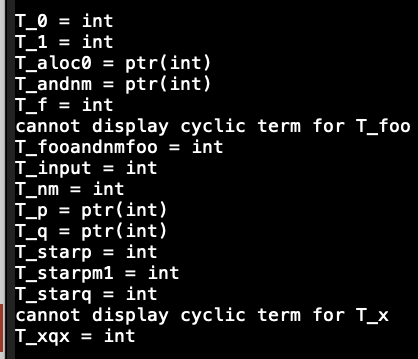 T_0 = int
T_1 = int
T_aloc0 = ptr(int)
T_andnm = ptr(int)
T_f = int
cannot display cyclic term for T_foo
T_fooandnmfoo = int
T_input = int
T_nm = int
T_p = ptr(int)
T_q = ptr(int)
T_starp = int
T_starpm1 = int
T_starq = int
cannot display cyclic term for T_x
T_xqx = int